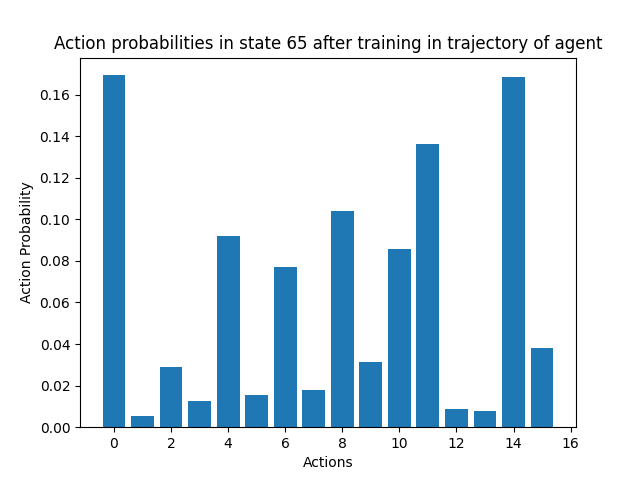 Action probabilities in state 65 after training in trajectory of agent
0.16
0.14
0.12
0.10
0.08
0.06
0.04
0.02
0.00
Action Probability
0 2 4 6 8 10 12 14 16
Actions